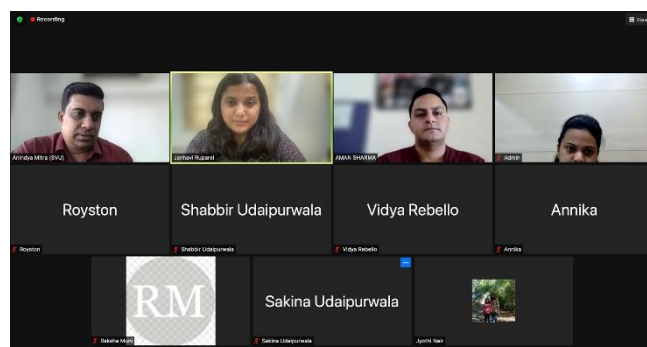 Recording
View
Anindya Mitra (SVU)
Janhavi Ruparel
AMAN SHARMA
Admin
Royston
Shabbir Udaipurwala
Vidya Rebello
Annika
Royston
Shabbir Udaipurwala
Vidya Rebello
Annika
RM
Sakina Udaipurwala
Raksha Muni
Sakina Udaipurwala
Jyothi Nair